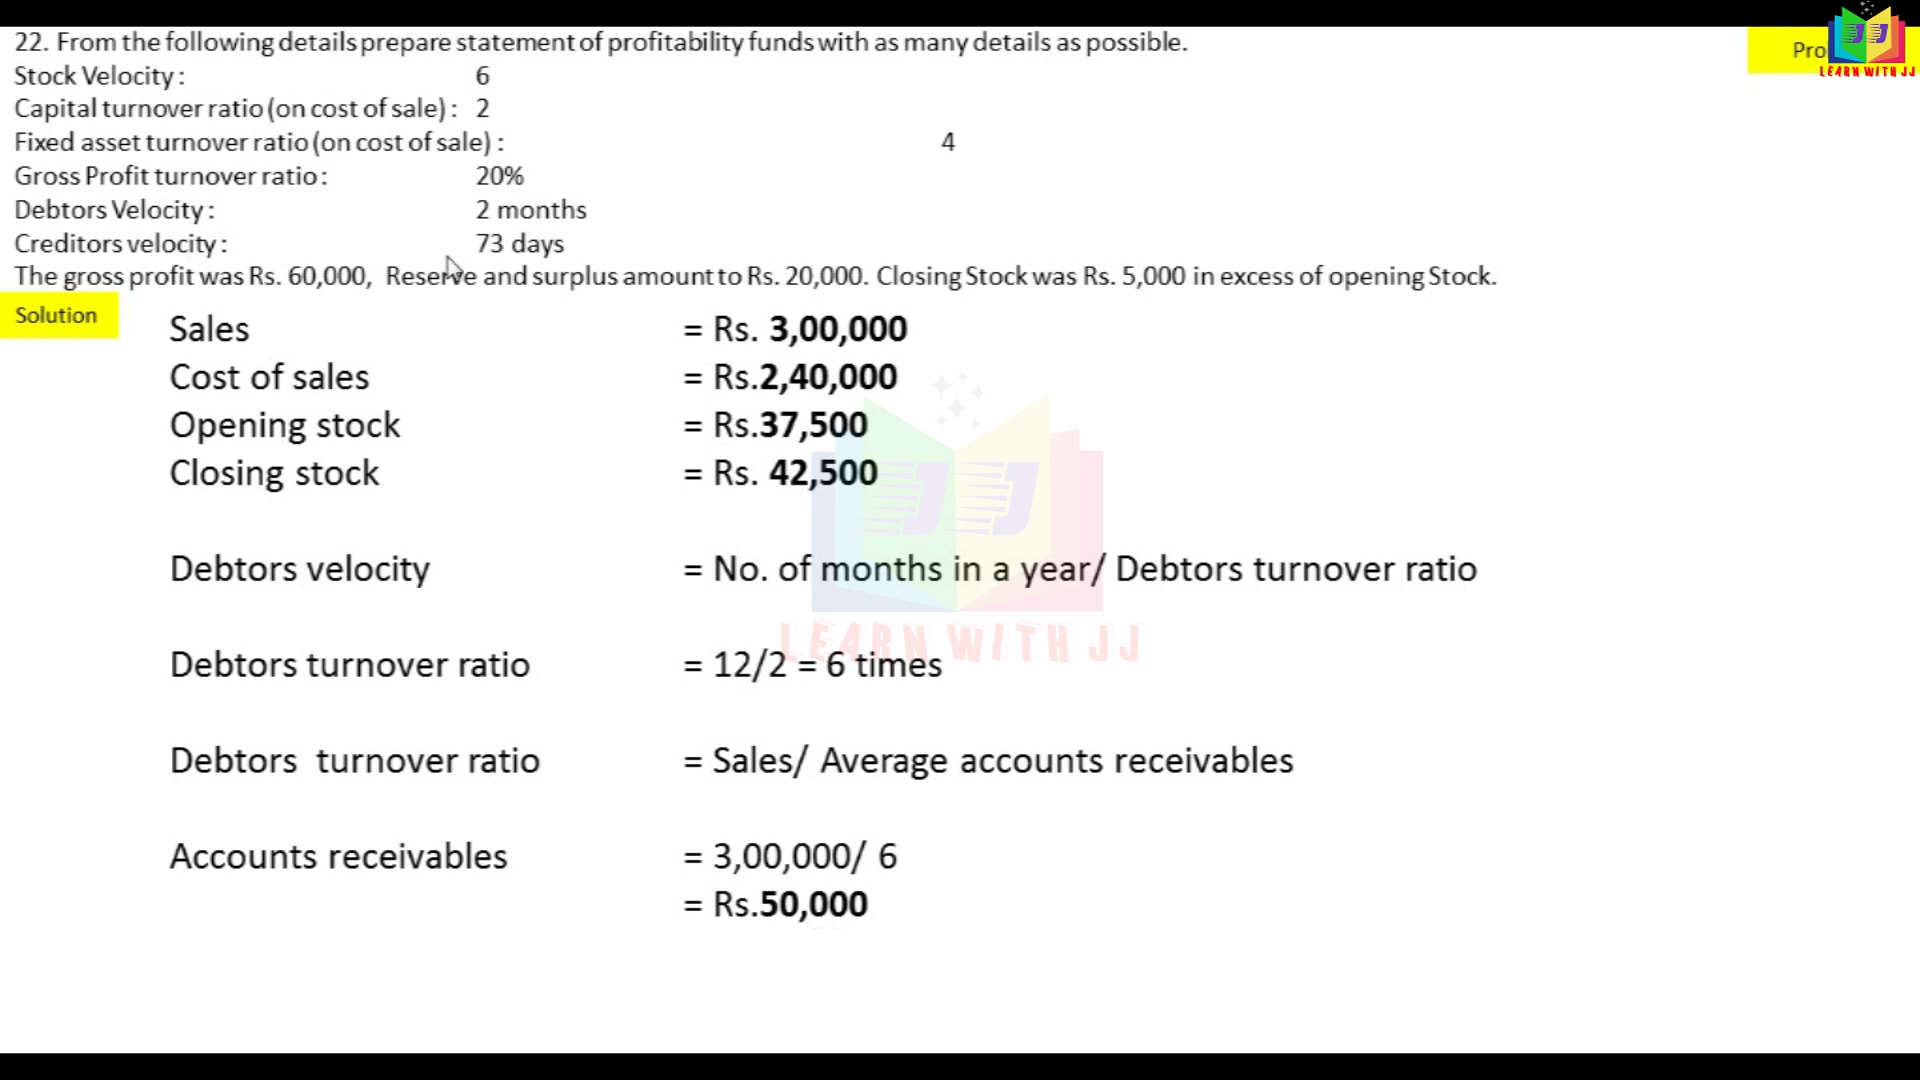 22. From the following details prepare statement of profitability funds with as many details as possible.
Pro
LEARN WITH JJ
Stock Velocity : 6
Capital turnover ratio (on cost of sale) : 2
Fixed asset turnover ratio (on cost of sale) : 4
Gross Profit turnover ratio : 20%
Debtors Velocity : 2 months
Creditors velocity : 73 days
The gross profit was Rs. 60,000, Reserve and surplus amount to Rs. 20,000. Closing Stock was Rs. 5,000 in excess of opening Stock.
Solution
Sales = Rs. 3,00,000
Cost of sales = Rs.2,40,000
Opening stock = Rs.37,500
Closing stock = Rs. 42,500
Debtors velocity = No. of months in a year/ Debtors turnover ratio
LEARN WITH JJ
Debtors turnover ratio = 12/2 = 6 times
Debtors turnover ratio = Sales/ Average accounts receivables
Accounts receivables = 3,00,000/ 6
= Rs.50,000